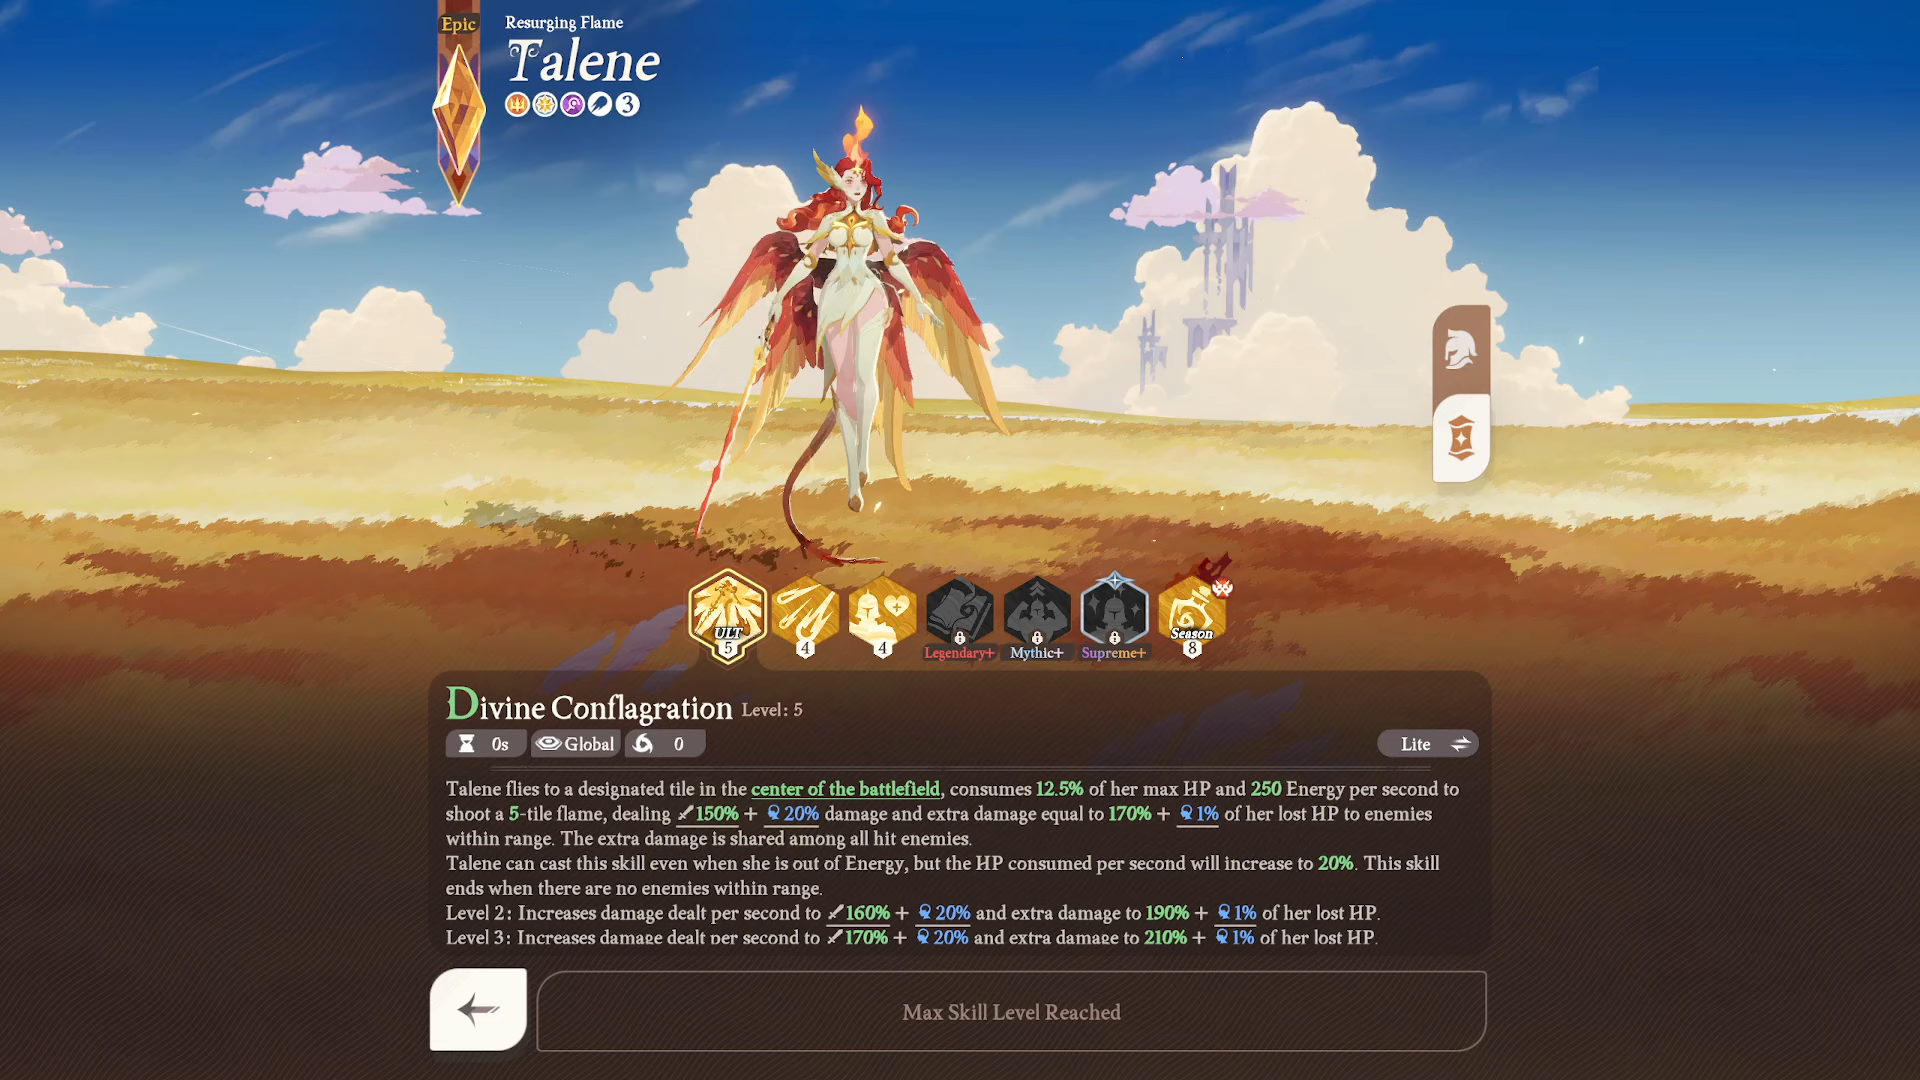 Epic
Resurging Flame
Talene
3
ULT
5
4
4
Legendary+
Mythic+
Supreme+
Season
8
Divine Conflagration Level: 5
0s Global 0
Lite
Talene flies to a designated tile in the center of the battlefield, consumes 12.5% of her max HP and 250 Energy per second to
shoot a 5-tile flame, dealing 150% + 20% damage and extra damage equal to 170% + 1% of her lost HP to enemies
within range. The extra damage is shared among all hit enemies.
Talene can cast this skill even when she is out of Energy, but the HP consumed per second will increase to 20%. This skill
ends when there are no enemies within range.
Level 2: Increases damage dealt per second to 160% + 20% and extra damage to 190% + 1% of her lost HP.
Level 3: Increases damage dealt per second to 170% + 20% and extra damage to 210% + 1% of her lost HP.
Max Skill Level Reached